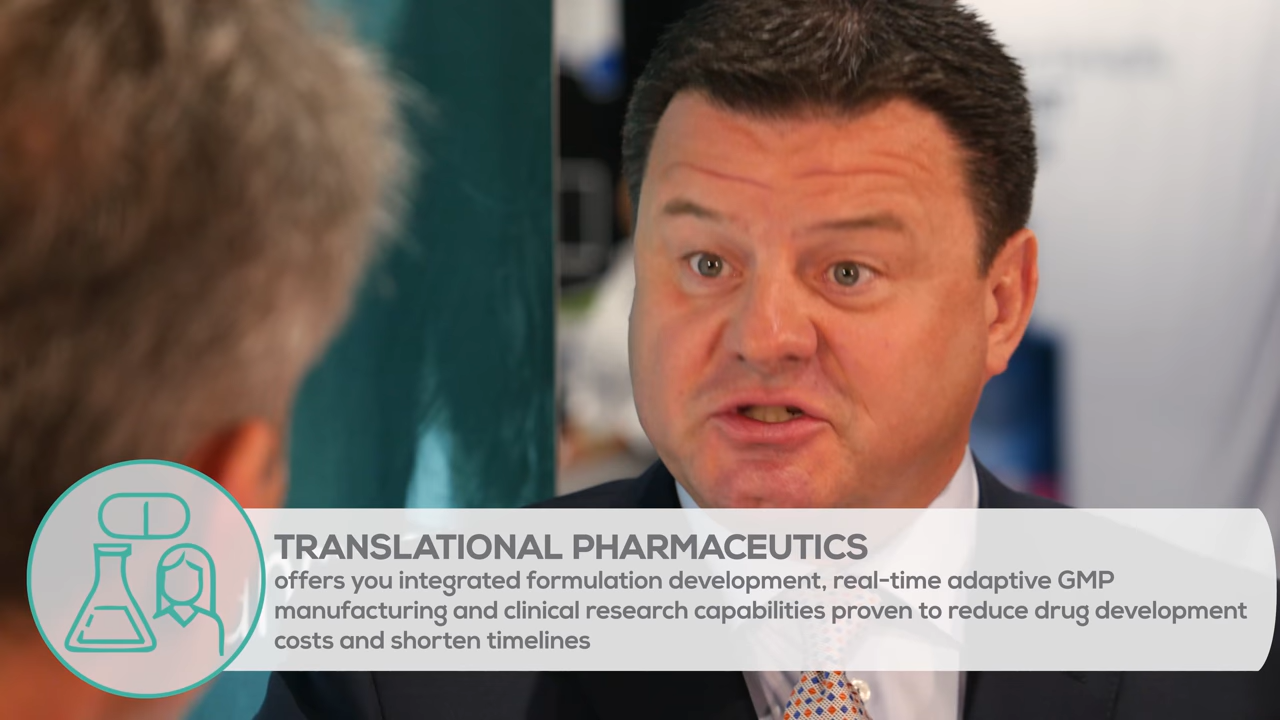 TRANSLATIONAL PHARMACEUTICS
offers you integrated formulation development, real-time adaptive GMP
manufacturing and clinical research capabilities proven to reduce drug development
costs and shorten timelines